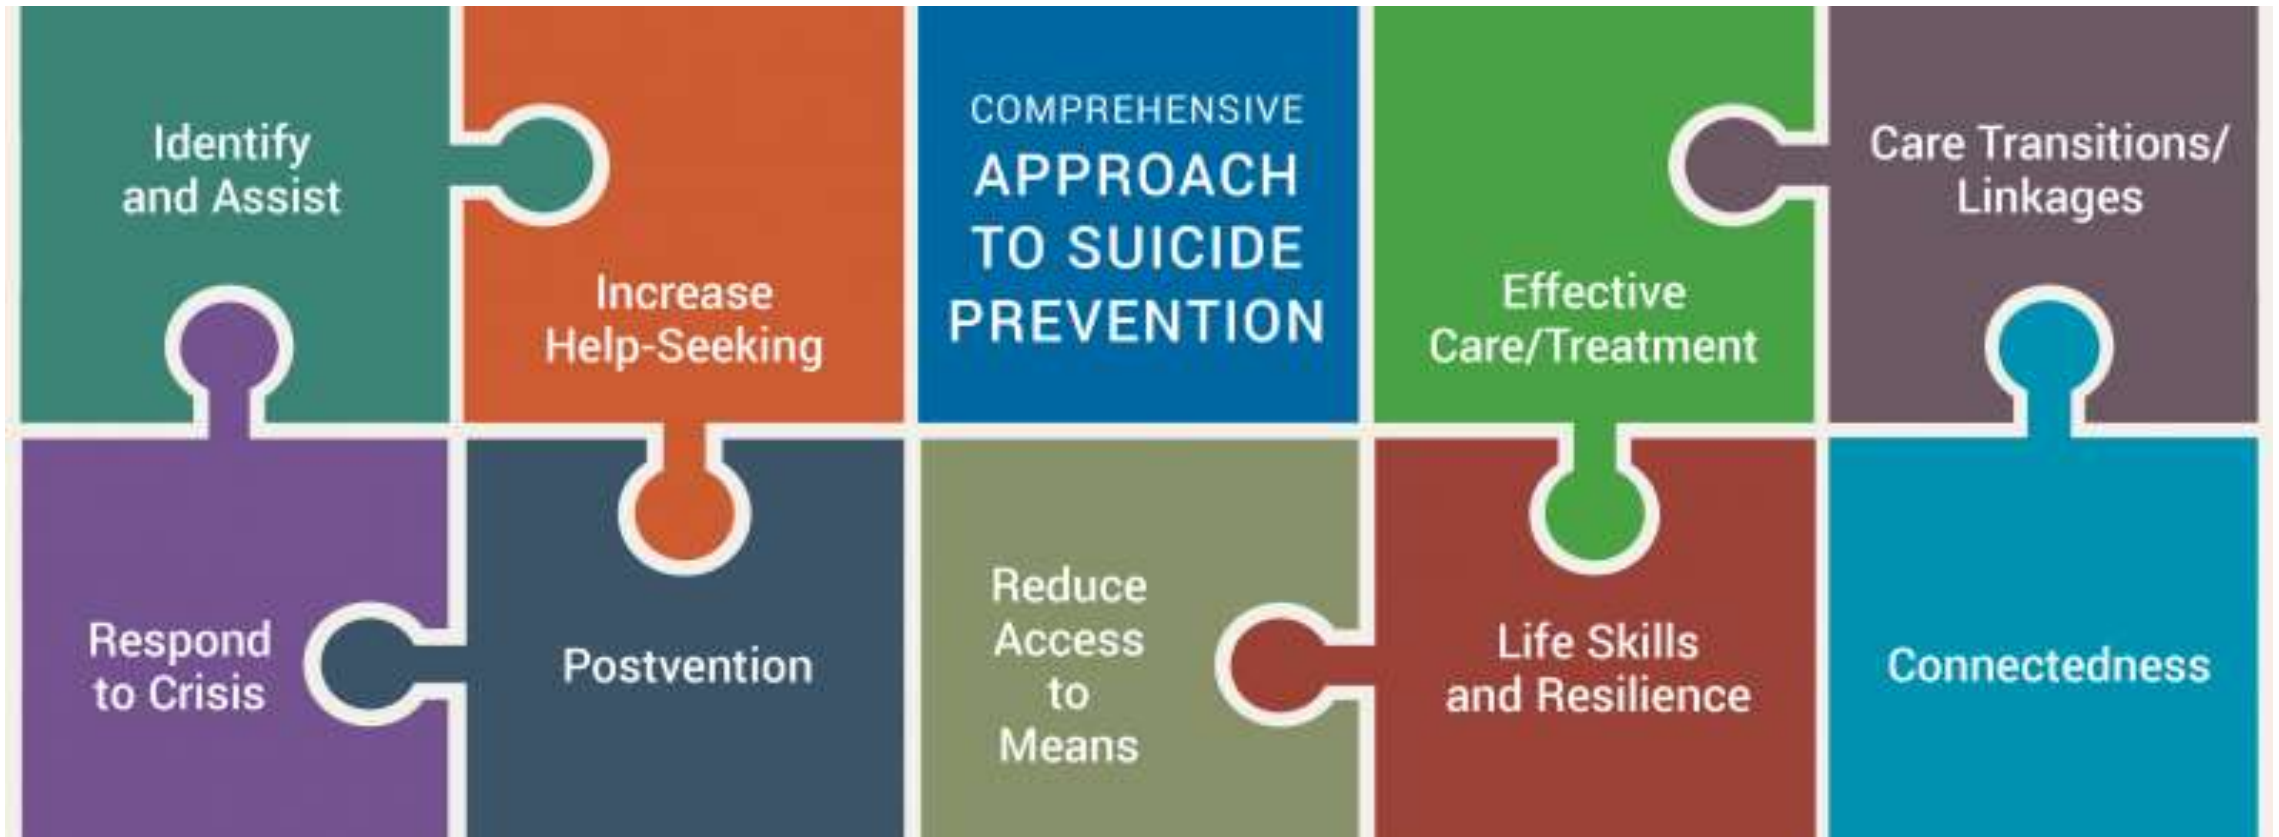 Identify
and Assist
Increase
Help-Seeking
COMPREHENSIVE
APPROACH
TO SUICIDE
PREVENTION
Effective
Care/Treatment
Care Transitions/
Linkages
Respond
to Crisis
Postvention
Reduce
Access
to
Means
Life Skills
and Resilience
Connectedness